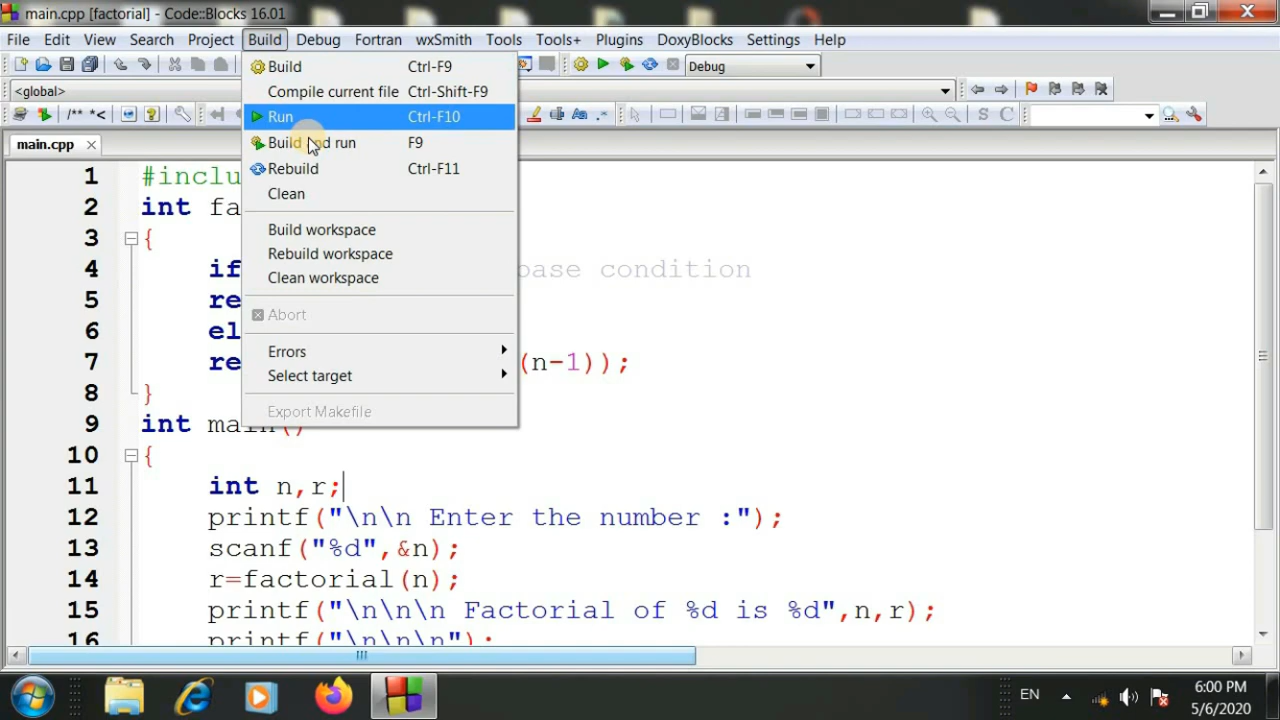 main.cpp [factorial] - Code::Blocks 16.01
File Edit View Search Project Build Debug Fortran wxSmith Tools Tools+ Plugins DoxyBlocks Settings Help
Debug
<global>
/** *<
Aa .*
S C
main.cpp
Build Ctrl-F9
Compile current file Ctrl-Shift-F9
Run Ctrl-F10
Build and run F9
Rebuild Ctrl-F11
Clean
Build workspace
Rebuild workspace
Clean workspace
Abort
Errors
Select target
Export Makefile
1 #inclu
2 int fa
3 {
4 if base condition
5 re
6 el
7 re (n-1));
8 }
9 int main()
10 {
11 int n,r;
12 printf("\n\n Enter the number :");
13 scanf("%d",&n);
14 r=factorial(n);
15 printf("\n\n\n Factorial of %d is %d",n,r);
16 printf("\n\n\n");
EN
6:00 PM
5/6/2020